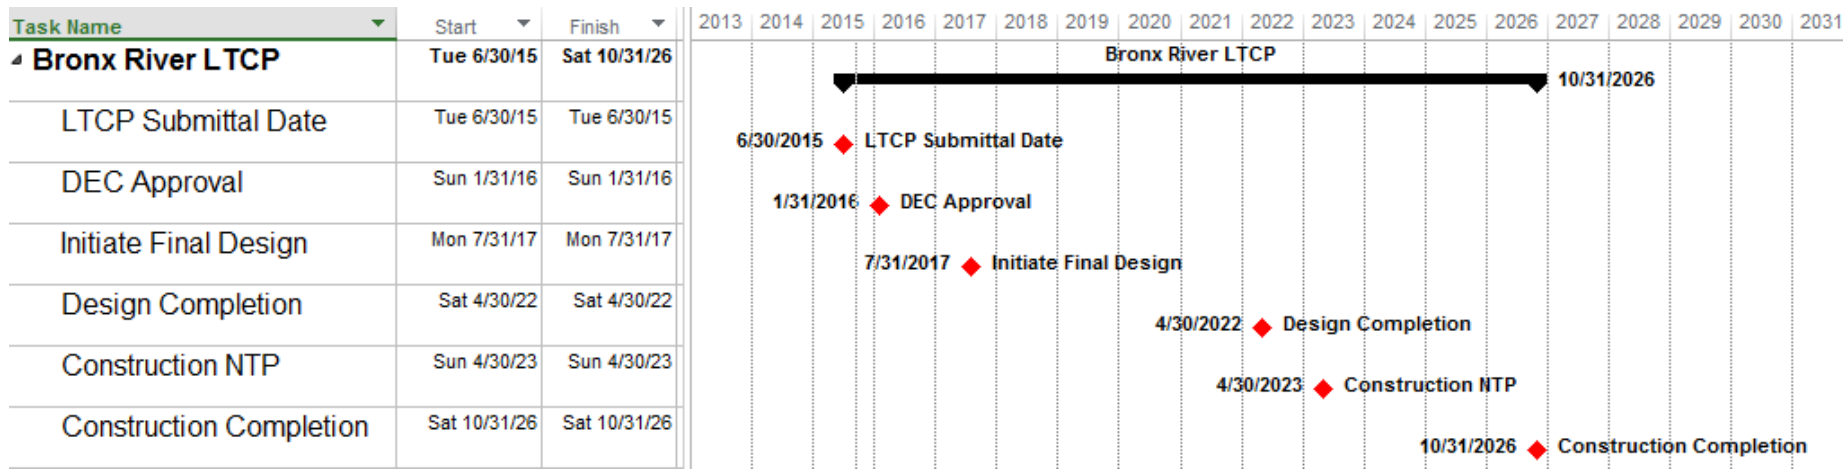 Task Name Start Finish 2013 2014 2015 2016 2017 2018 2019 2020 2021 2022 2023 2024 2025 2026 2027 2028 2029 2030 2031
Bronx River LTCP Tue 6/30/15 Sat 10/31/26 Bronx River LTCP
10/31/2026
LTCP Submittal Date Tue 6/30/15 Tue 6/30/15 6/30/2015 LTCP Submittal Date
DEC Approval Sun 1/31/16 Sun 1/31/16 1/31/2016 DEC Approval
Initiate Final Design Mon 7/31/17 Mon 7/31/17 7/31/2017 Initiate Final Design
Design Completion Sat 4/30/22 Sat 4/30/22 4/30/2022 Design Completion
Construction NTP Sun 4/30/23 Sun 4/30/23 4/30/2023 Construction NTP
Construction Completion Sat 10/31/26 Sat 10/31/26 10/31/2026 Construction Completion